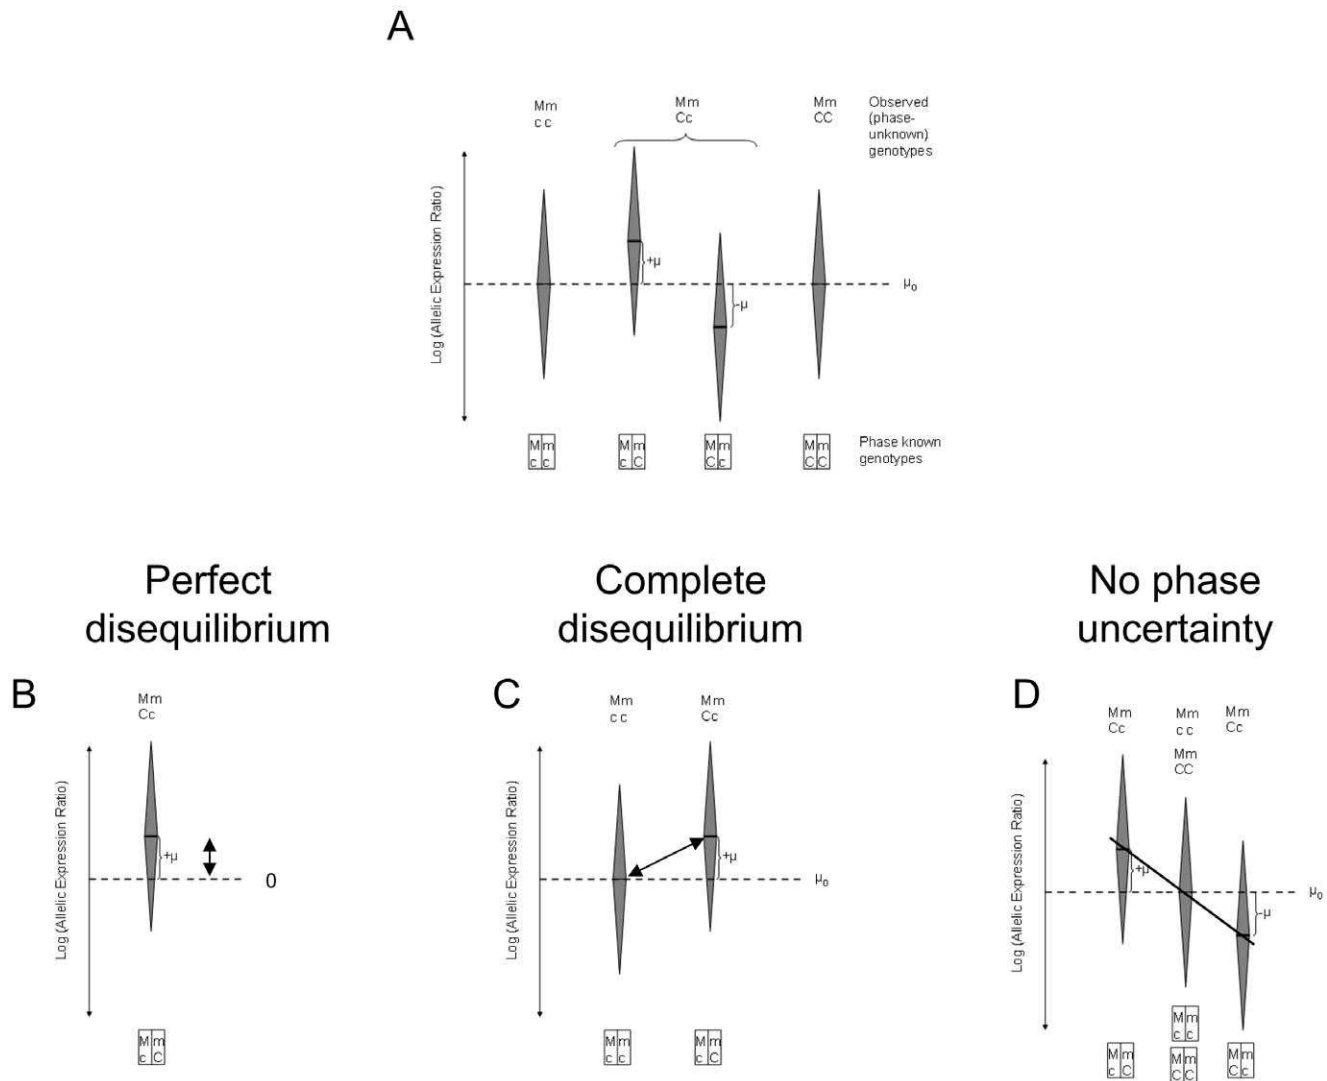 A
Mm
c c
Mm
Cc
Mm
CC
Observed
(phase-
unknown)
genotypes
Log (Allelic Expression Ratio)
+μ
-μ
μ₀
M m
c c
M m
c C
M m
C c
M m
C C
Phase known
genotypes
Perfect
disequilibrium
B
Mm
Cc
Log (Allelic Expression Ratio)
+μ
0
M m
c C
Complete
disequilibrium
C
Mm
c c
Mm
Cc
Log (Allelic Expression Ratio)
+μ
μ₀
M m
c c
M m
c C
No phase
uncertainty
D
Mm
Cc
Mm
c c
Mm
CC
Mm
Cc
Log (Allelic Expression Ratio)
+μ
-μ
μ₀
M m
c C
M m
c c
M m
C C
M m
C c